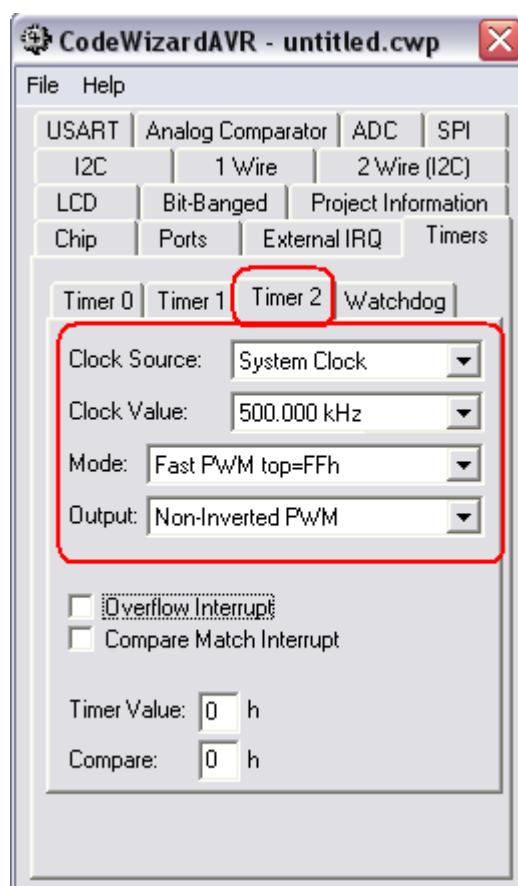 CodeWizardAVR - untitled.cwp
File Help
USART Analog Comparator ADC SPI
I2C 1 Wire 2 Wire (I2C)
LCD Bit-Banged Project Information
Chip Ports External IRQ Timers
Timer 0 Timer 1 Timer 2 Watchdog
Clock Source: System Clock
Clock Value: 500.000 kHz
Mode: Fast PWM top=FFh
Output: Non-Inverted PWM
Overflow Interrupt
Compare Match Interrupt
Timer Value: 0 h
Compare: 0 h